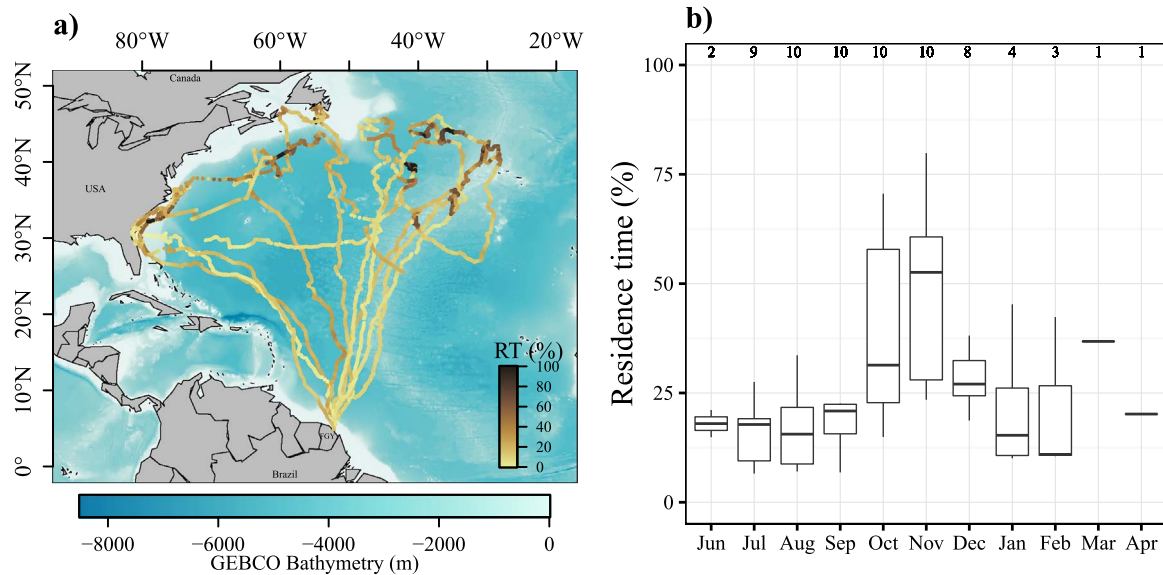 a)
80°W 60°W 40°W 20°W
50°N
40°N
30°N
20°N
10°N
0°
Canada
USA
FGY
Brazil
RT (%)
100
80
60
40
20
0
−8000 −6000 −4000 −2000 0
GEBCO Bathymetry (m)
b)
2 9 10 10 10 10 8 4 3 1 1
Residence time (%)
100
75
50
25
0
Jun Jul Aug Sep Oct Nov Dec Jan Feb Mar Apr